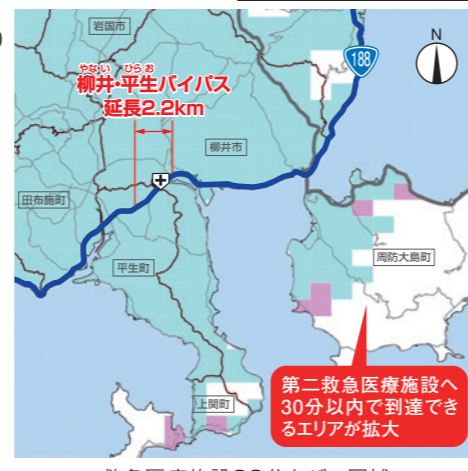 岩国市
188
N
やない ひらお
柳井・平生バイパス
延長2.2km
柳井市
田布施町
平生町
周防大島町
上関町
第二救急医療施設へ
30分以内で到達でき
るエリアが拡大